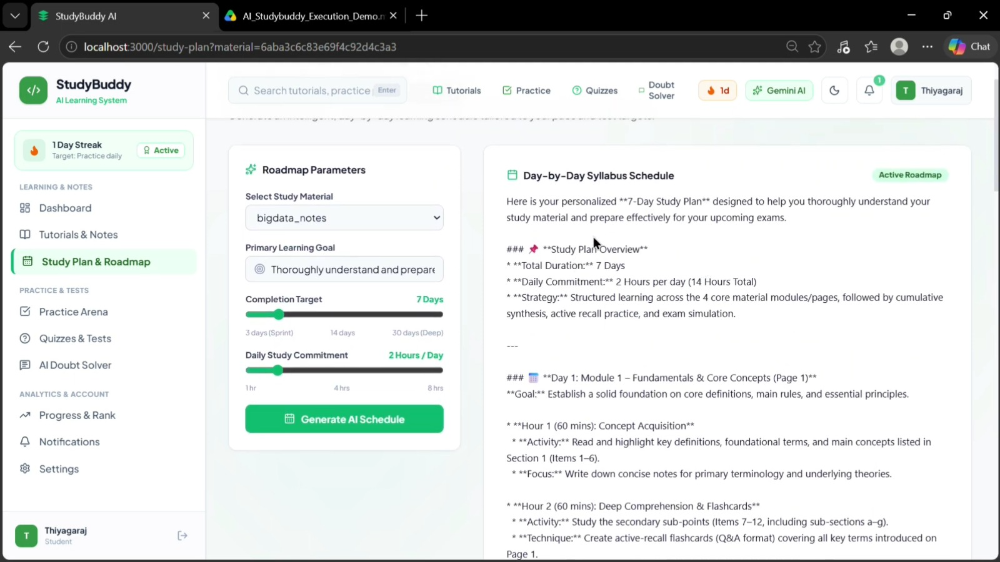 StudyBuddy AI
AI_Studybuddy_Execution_Demo.n
localhost:3000/study-plan?material=6aba3c6c83e69f4c92d4c3a3
Chat
StudyBuddy
AI Learning System
Search tutorials, practice
Enter
Tutorials
Practice
Quizzes
Doubt
Solver
1d
Gemini AI
1
T
Thiyagaraj
1 Day Streak
Target: Practice daily
Active
LEARNING & NOTES
Dashboard
Tutorials & Notes
Study Plan & Roadmap
PRACTICE & TESTS
Practice Arena
Quizzes & Tests
AI Doubt Solver
ANALYTICS & ACCOUNT
Progress & Rank
Notifications
Settings
T
Thiyagaraj
Student
Roadmap Parameters
Select Study Material
bigdata_notes
Primary Learning Goal
Thoroughly understand and prepare
Completion Target
7 Days
3 days (Sprint)
14 days
30 days (Deep)
Daily Study Commitment
2 Hours / Day
1 hr
4 hrs
8 hrs
Generate AI Schedule
Day-by-Day Syllabus Schedule
Active Roadmap
Here is your personalized **7-Day Study Plan** designed to help you thoroughly understand your
study material and prepare effectively for your upcoming exams.
### 📌 **Study Plan Overview**
* **Total Duration:** 7 Days
* **Daily Commitment:** 2 Hours per day (14 Hours Total)
* **Strategy:** Structured learning across the 4 core material modules/pages, followed by cumulative
synthesis, active recall practice, and exam simulation.
---
### 🗓️ **Day 1: Module 1 – Fundamentals & Core Concepts (Page 1)**
**Goal:** Establish a solid foundation on core definitions, main rules, and essential principles.
* **Hour 1 (60 mins): Concept Acquisition**
* **Activity:** Read and highlight key definitions, foundational terms, and main concepts listed in
Section 1 (Items 1–6).
* **Focus:** Write down concise notes for primary terminology and underlying theories.
* **Hour 2 (60 mins): Deep Comprehension & Flashcards**
* **Activity:** Study the secondary sub-points (Items 7–12, including sub-sections a–g).
* **Technique:** Create active-recall flashcards (Q&A format) covering all key terms introduced on
Page 1.